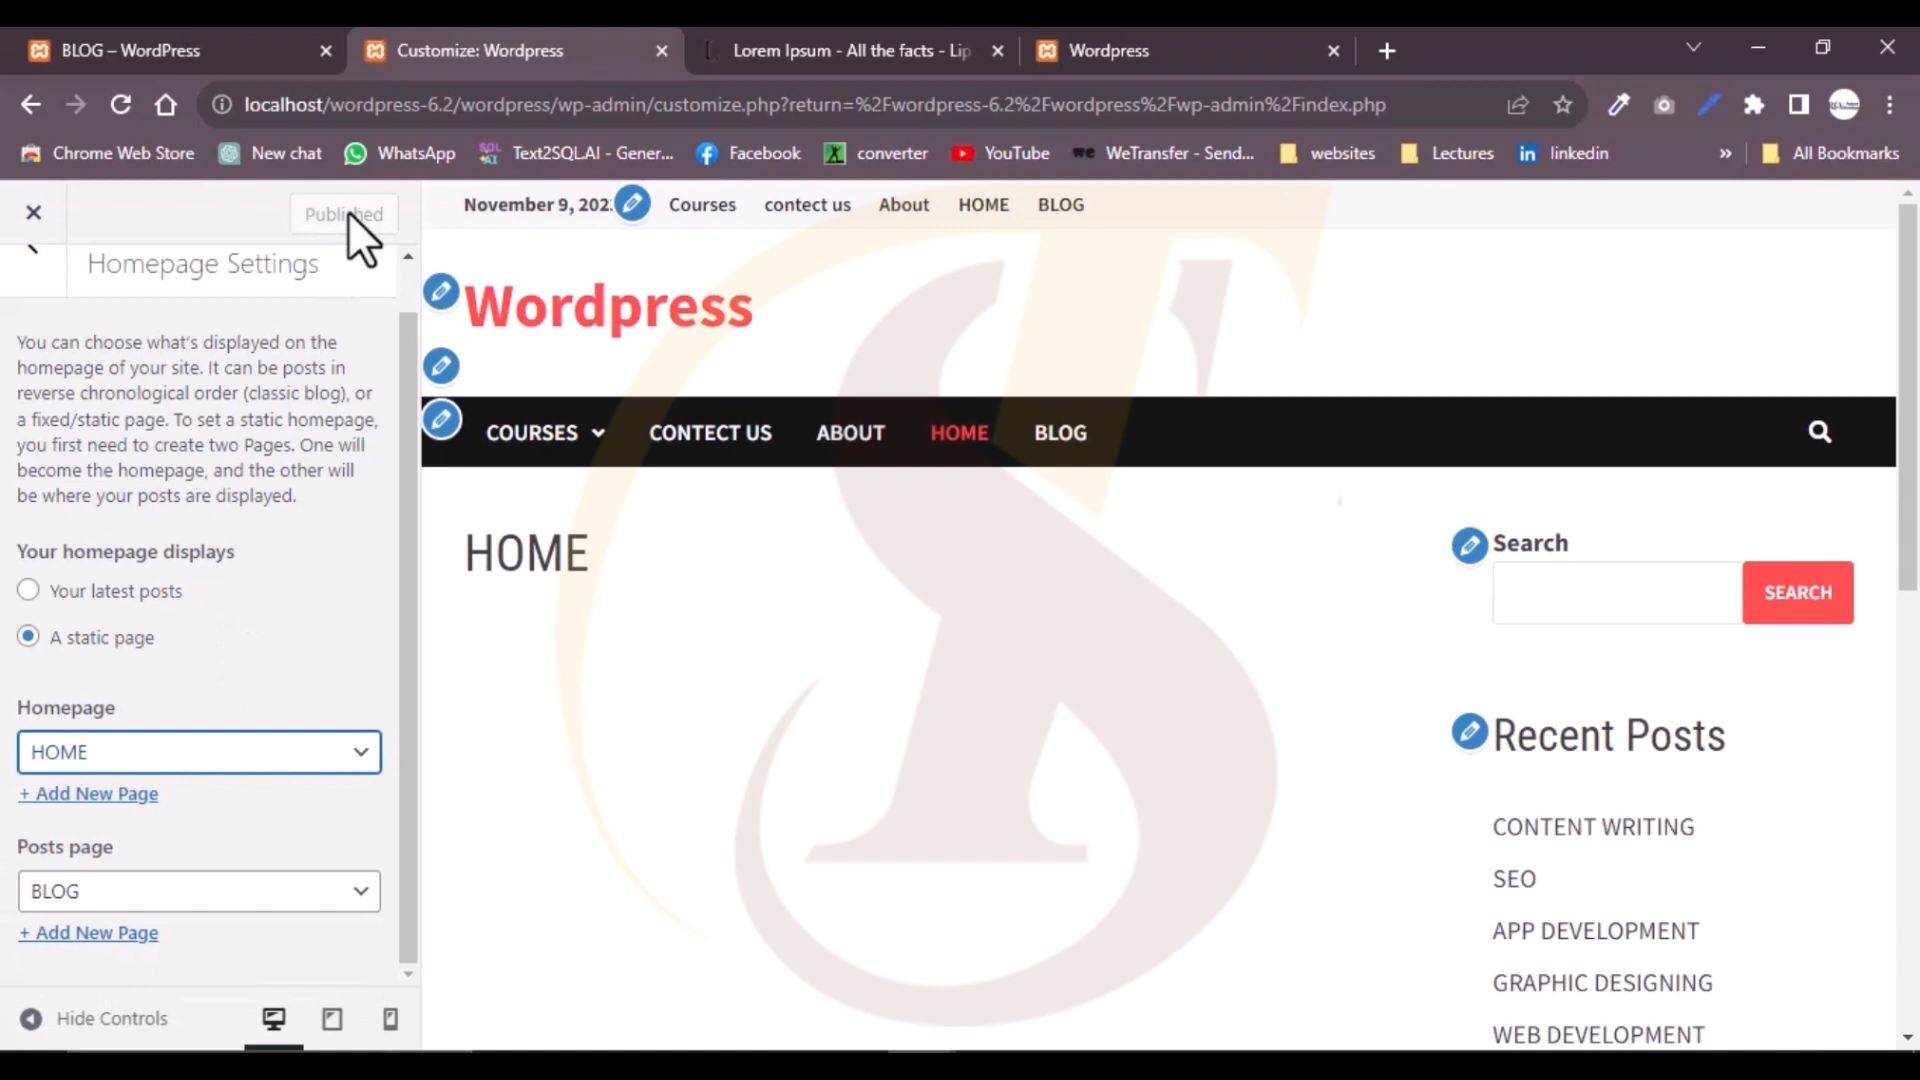 BLOG – WordPress
Customize: Wordpress
Lorem Ipsum - All the facts - Lip
Wordpress
localhost/wordpress-6.2/wordpress/wp-admin/customize.php?return=%2Fwordpress-6.2%2Fwordpress%2Fwp-admin%2Findex.php
Chrome Web Store
New chat
WhatsApp
Text2SQL.AI - Gener...
Facebook
converter
YouTube
WeTransfer - Send...
websites
Lectures
linkedin
»
All Bookmarks
Published
Homepage Settings
You can choose what's displayed on the
homepage of your site. It can be posts in
reverse chronological order (classic blog), or
a fixed/static page. To set a static homepage,
you first need to create two Pages. One will
become the homepage, and the other will
be where your posts are displayed.
Your homepage displays
Your latest posts
A static page
Homepage
HOME
+ Add New Page
Posts page
BLOG
+ Add New Page
Hide Controls
November 9, 202
Courses
contect us
About
HOME
BLOG
Wordpress
COURSES
CONTECT US
ABOUT
HOME
BLOG
HOME
Search
SEARCH
Recent Posts
CONTENT WRITING
SEO
APP DEVELOPMENT
GRAPHIC DESIGNING
WEB DEVELOPMENT